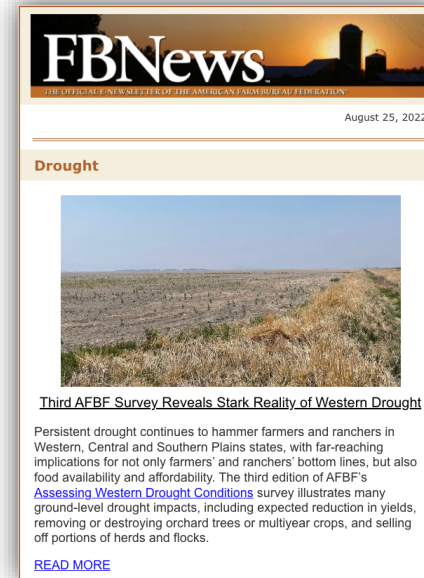 FBNews
THE OFFICIAL E-NEWSLETTER OF THE AMERICAN FARM BUREAU FEDERATION
August 25, 2022
Drought
Third AFBF Survey Reveals Stark Reality of Western Drought
Persistent drought continues to hammer farmers and ranchers in
Western, Central and Southern Plains states, with far-reaching
implications for not only farmers' and ranchers' bottom lines, but also
food availability and affordability. The third edition of AFBF's
Assessing Western Drought Conditions survey illustrates many
ground-level drought impacts, including expected reduction in yields,
removing or destroying orchard trees or multiyear crops, and selling
off portions of herds and flocks.
READ MORE